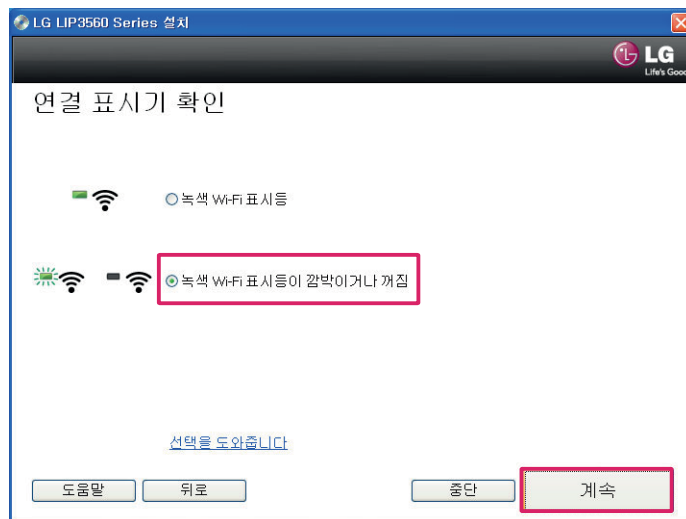 LG LIP3560 Series 설치
LG
Life's Good
연결 표시기 확인
녹색 Wi-Fi 표시등
녹색 Wi-Fi 표시등이 깜박이거나 꺼짐
선택을 도와줍니다
도움말
뒤로
중단
계속